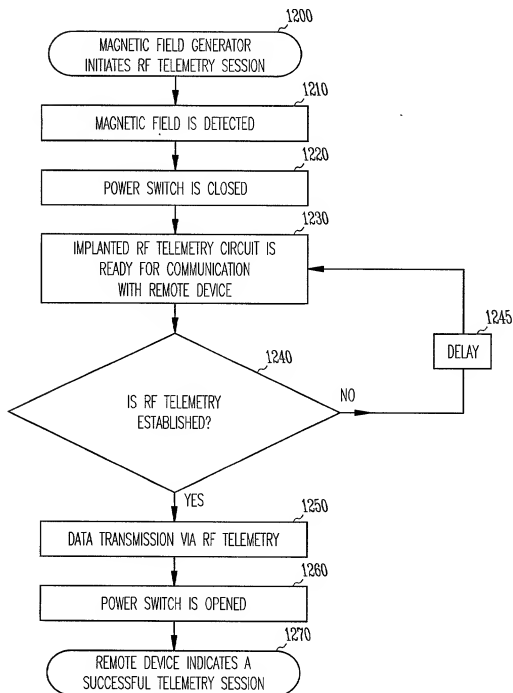 1200
MAGNETIC FIELD GENERATOR
INITIATES RF TELEMETRY SESSION
1210
MAGNETIC FIELD IS DETECTED
1220
POWER SWITCH IS CLOSED
1230
IMPLANTED RF TELEMETRY CIRCUIT IS
READY FOR COMMUNICATION
WITH REMOTE DEVICE
1245
DELAY
1240
IS RF TELEMETRY
ESTABLISHED?
NO
YES
1250
DATA TRANSMISSION VIA RF TELEMETRY
1260
POWER SWITCH IS OPENED
1270
REMOTE DEVICE INDICATES A
SUCCESSFUL TELEMETRY SESSION